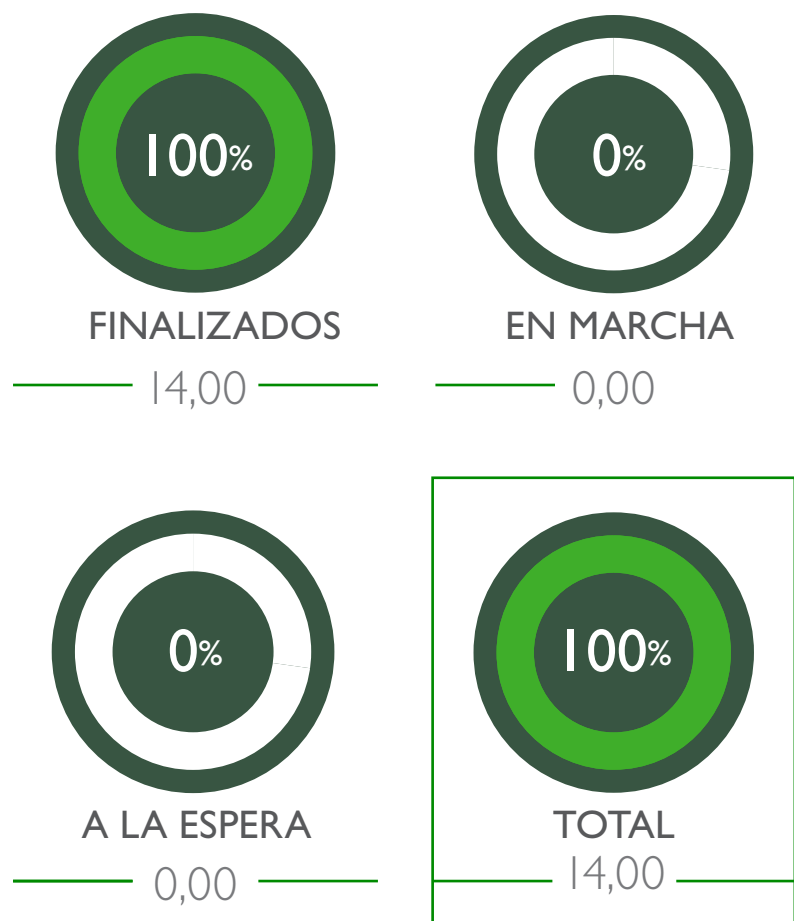 100%
FINALIZADOS
14,00
0%
EN MARCHA
0,00
0%
A LA ESPERA
0,00
100%
TOTAL
14,00